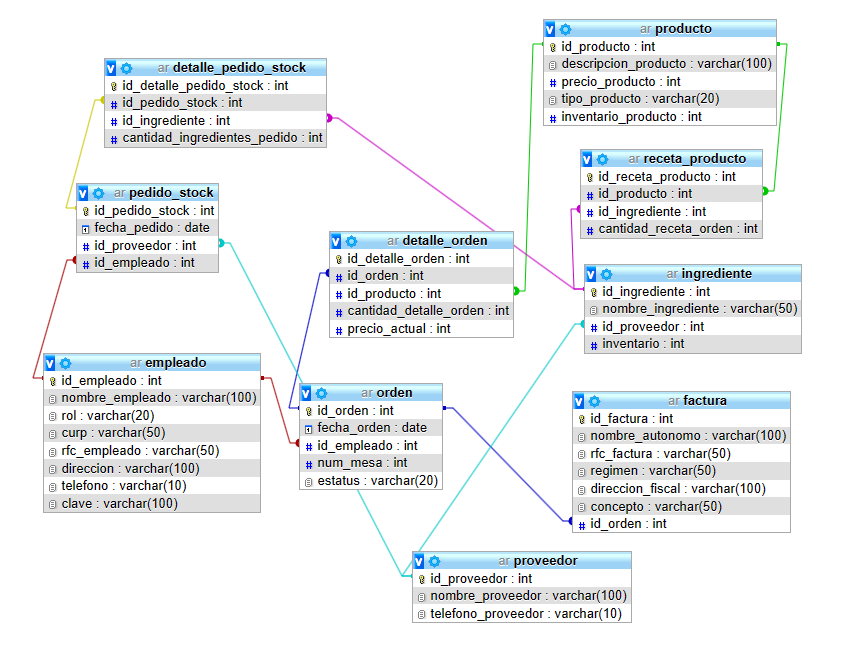 ar producto
id_producto : int
descripcion_producto : varchar(100)
precio_producto : int
tipo_producto : varchar(20)
inventario_producto : int
ar detalle_pedido_stock
id_detalle_pedido_stock : int
id_pedido_stock : int
id_ingrediente : int
cantidad_ingredientes_pedido : int
ar receta_producto
id_receta_producto : int
id_producto : int
id_ingrediente : int
cantidad_receta_orden : int
ar pedido_stock
id_pedido_stock : int
fecha_pedido : date
id_proveedor : int
id_empleado : int
ar detalle_orden
id_detalle_orden : int
id_orden : int
id_producto : int
cantidad_detalle_orden : int
precio_actual : int
ar ingrediente
id_ingrediente : int
nombre_ingrediente : varchar(50)
id_proveedor : int
inventario : int
ar empleado
id_empleado : int
nombre_empleado : varchar(100)
rol : varchar(20)
curp : varchar(50)
rfc_empleado : varchar(50)
direccion : varchar(100)
telefono : varchar(10)
clave : varchar(100)
ar orden
id_orden : int
fecha_orden : date
id_empleado : int
num_mesa : int
estatus : varchar(20)
ar factura
id_factura : int
nombre_autonomo : varchar(100)
rfc_factura : varchar(50)
regimen : varchar(50)
direccion_fiscal : varchar(100)
concepto : varchar(50)
id_orden : int
ar proveedor
id_proveedor : int
nombre_proveedor : varchar(100)
telefono_proveedor : varchar(10)